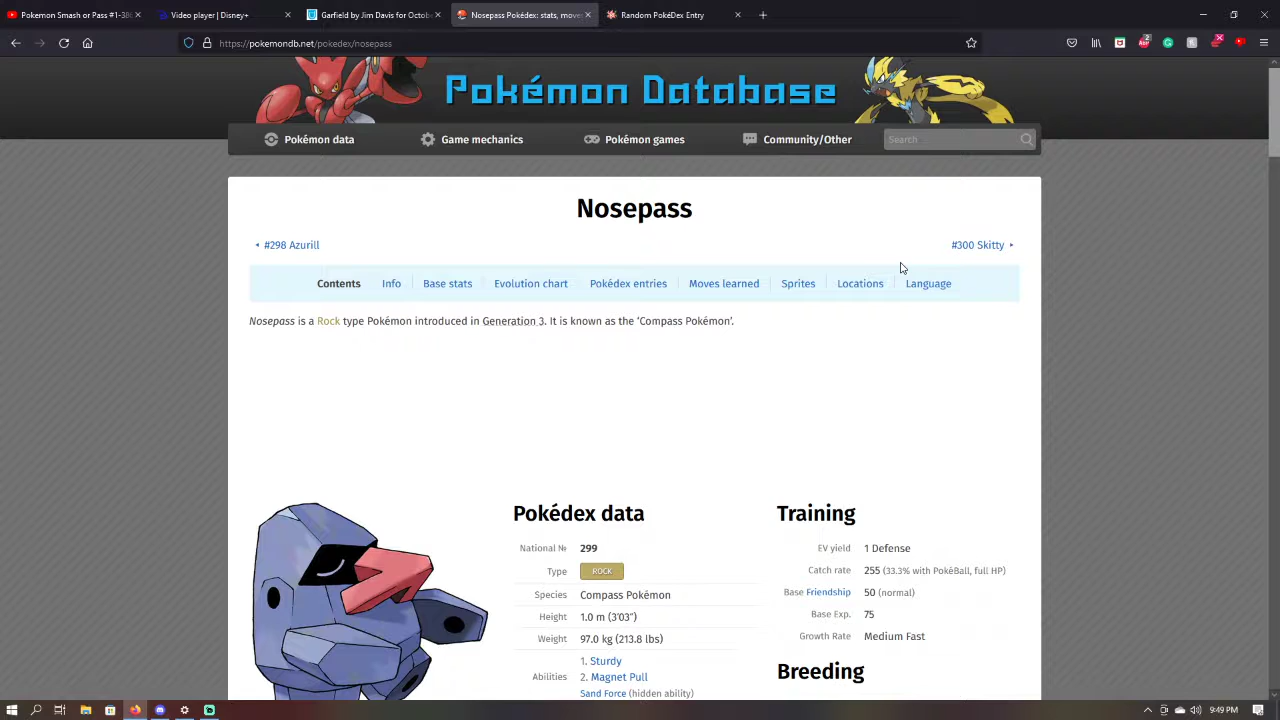 Pokemon Smash or Pass #1-386
Video player | Disney+
Garfield by Jim Davis for Octobe
Nosepass Pokédex: stats, moves
Random PokéDex Entry
https://pokemondb.net/pokedex/nosepass
Pokémon Database
Pokémon data
Game mechanics
Pokémon games
Community/Other
Search
Nosepass
#298 Azurill
#300 Skitty
Contents Info Base stats Evolution chart Pokédex entries Moves learned Sprites Locations Language
Nosepass is a Rock type Pokémon introduced in Generation 3. It is known as the ‘Compass Pokémon’.
Pokédex data
National № 299
Type ROCK
Species Compass Pokémon
Height 1.0 m (3′03″)
Weight 97.0 kg (213.8 lbs)
Abilities 1. Sturdy
2. Magnet Pull
Sand Force (hidden ability)
Training
EV yield 1 Defense
Catch rate 255 (33.3% with PokéBall, full HP)
Base Friendship 50 (normal)
Base Exp. 75
Growth Rate Medium Fast
Breeding
9:49 PM